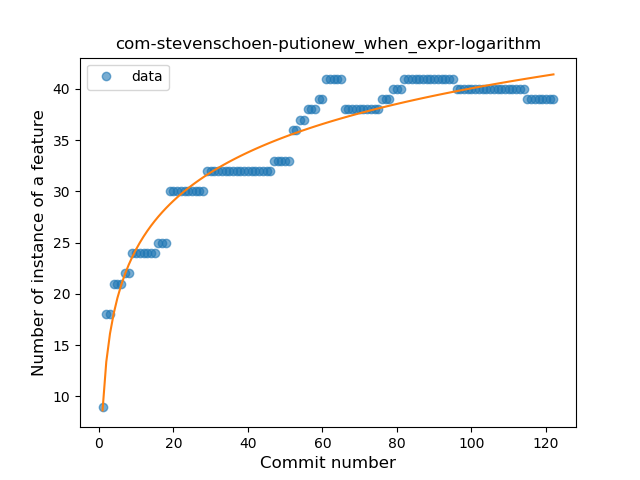 com-stevenschoen-putionew_when_expr-logarithm
data
Number of instance of a feature
40
35
30
25
20
15
10
0 20 40 60 80 100 120
Commit number